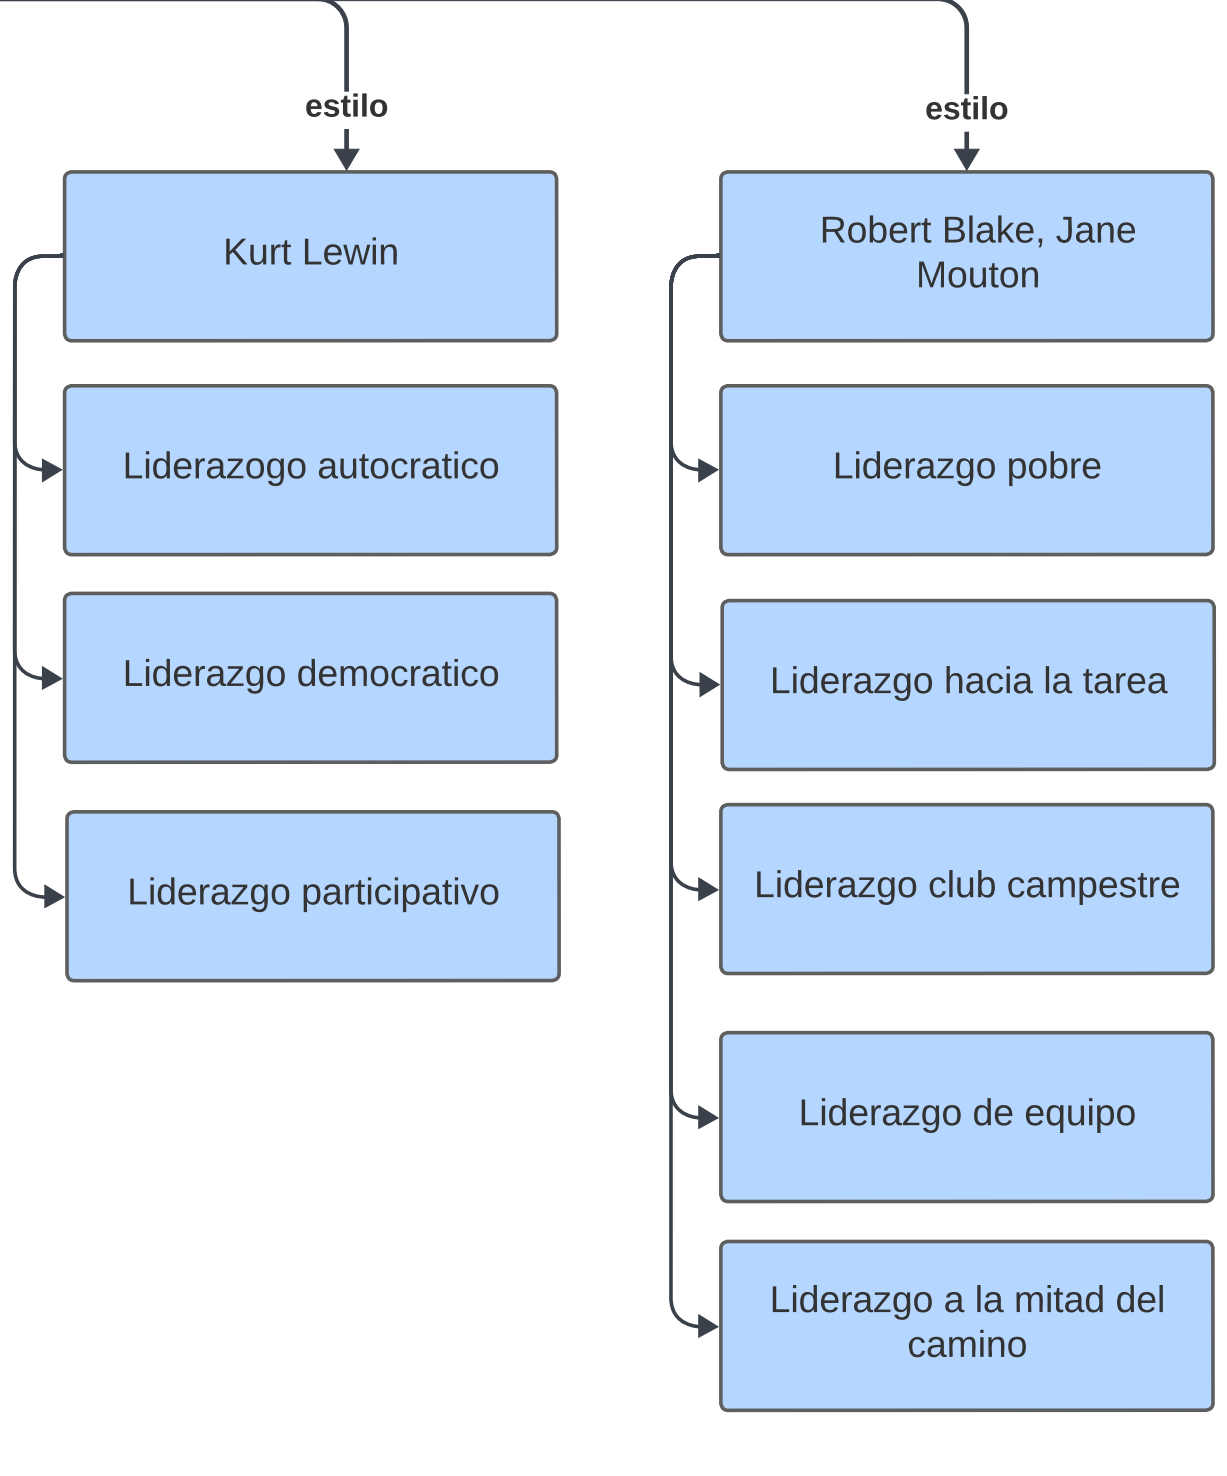 estilo
Kurt Lewin
Liderazogo autocratico
Liderazgo democratico
Liderazgo participativo
estilo
Robert Blake, Jane
Mouton
Liderazgo pobre
Liderazgo hacia la tarea
Liderazgo club campestre
Liderazgo de equipo
Liderazgo a la mitad del
camino